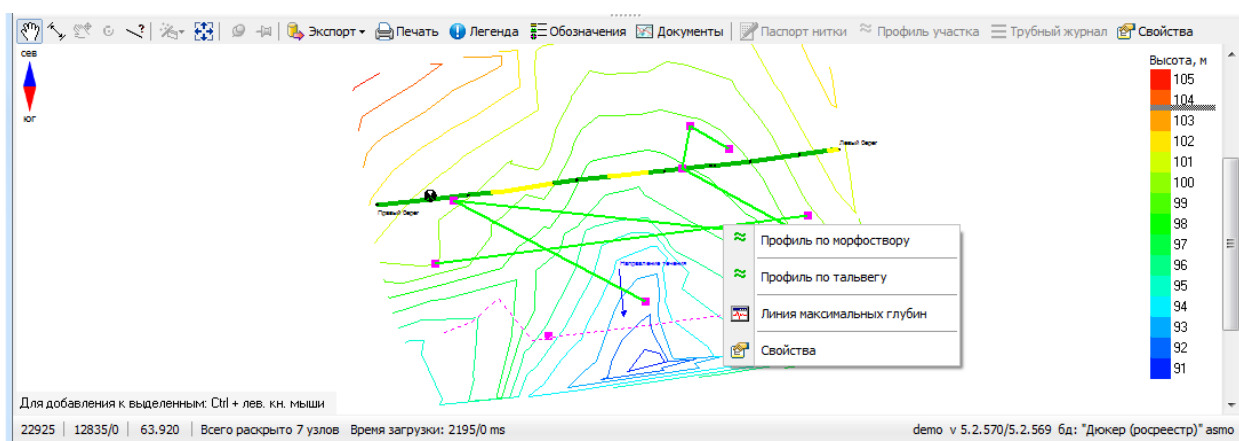 Экспорт Печать Легенда Обозначения Документы Паспорт нитки Профиль участка Трубный журнал Свойства
сев
юг
Высота, м
105
104
103
102
101
100
99
98
97
96
95
94
93
92
91
Левый берег
Правый берег
Направление течения
Профиль по морфоствору
Профиль по тальвегу
Линия максимальных глубин
Свойства
Для добавления к выделенным: Ctrl + лев. кн. мыши
22925 12835/0 63.920 Всего раскрыто 7 узлов Время загрузки: 2195/0 ms demo v 5.2.570/5.2.569 бд: "Дюкер (росреестр)" asmo